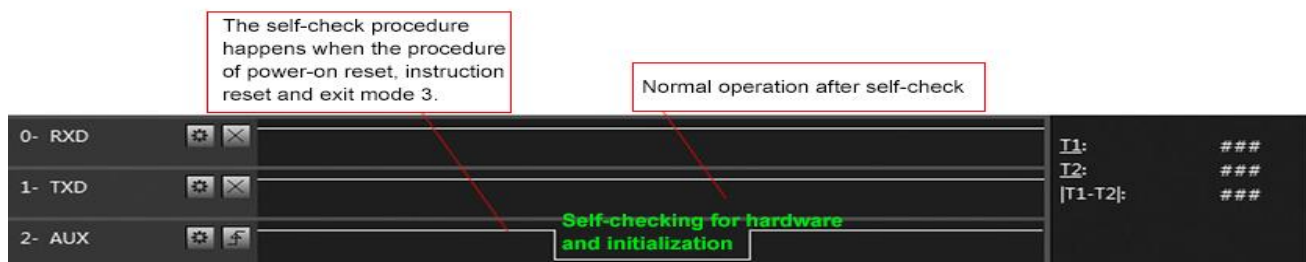 The self-check procedure
happens when the procedure
of power-on reset, instruction
reset and exit mode 3.
Normal operation after self-check
0- RXD
T1: ###
T2: ###
1- TXD
|T1-T2|: ###
Self-checking for hardware
2- AUX
and initialization